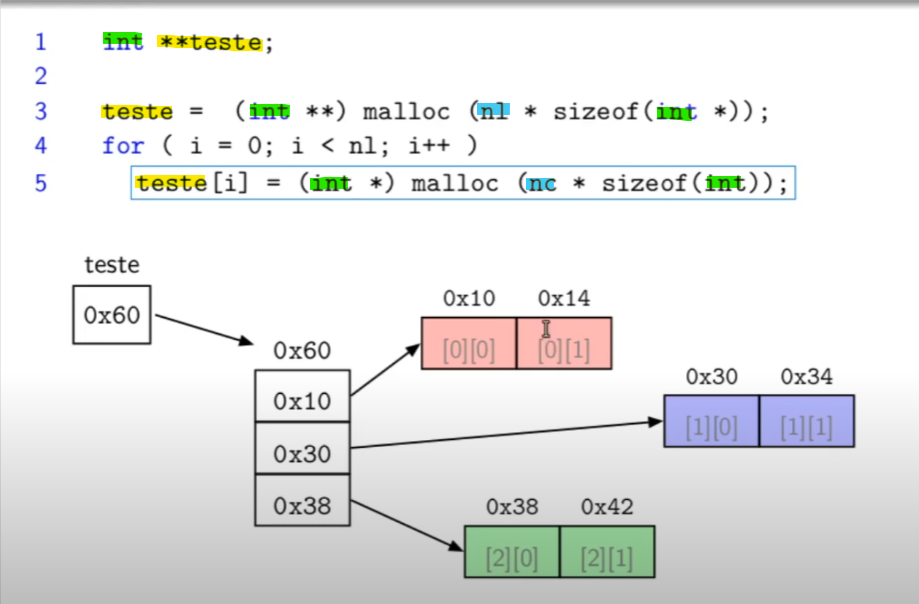 1 int **teste;
2
3 teste = (int **) malloc (nl * sizeof(int *));
4 for ( i = 0; i < nl; i++ )
5 teste[i] = (int *) malloc (nc * sizeof(int));
teste
0x60
0x60
0x10
0x30
0x38
0x10 0x14
[0][0] [0][1]
0x30 0x34
[1][0] [1][1]
0x38 0x42
[2][0] [2][1]